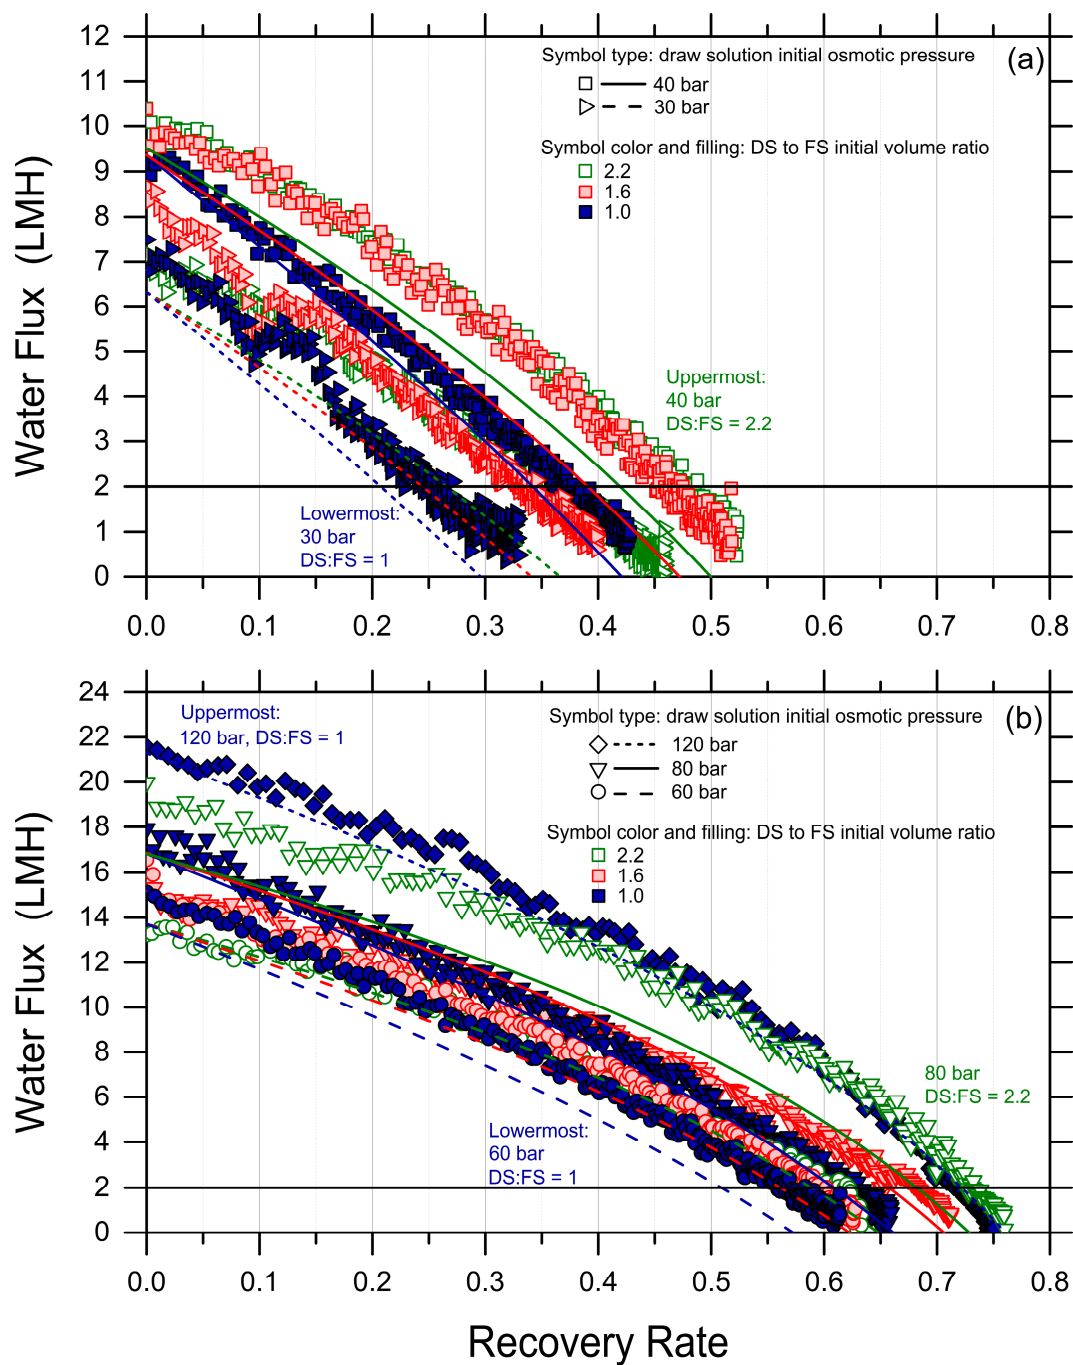 12
11
10
9
8
7
6
5
4
3
2
1
0
Water Flux (LMH)
(a)
Symbol type: draw solution initial osmotic pressure
40 bar
30 bar
Symbol color and filling: DS to FS initial volume ratio
2.2
1.6
1.0
Uppermost:
40 bar
DS:FS = 2.2
Lowermost:
30 bar
DS:FS = 1
0.0 0.1 0.2 0.3 0.4 0.5 0.6 0.7 0.8
24
22
20
18
16
14
12
10
8
6
4
2
0
Water Flux (LMH)
(b)
Uppermost:
120 bar, DS:FS = 1
Symbol type: draw solution initial osmotic pressure
120 bar
80 bar
60 bar
Symbol color and filling: DS to FS initial volume ratio
2.2
1.6
1.0
80 bar
DS:FS = 2.2
Lowermost:
60 bar
DS:FS = 1
0.0 0.1 0.2 0.3 0.4 0.5 0.6 0.7 0.8
Recovery Rate